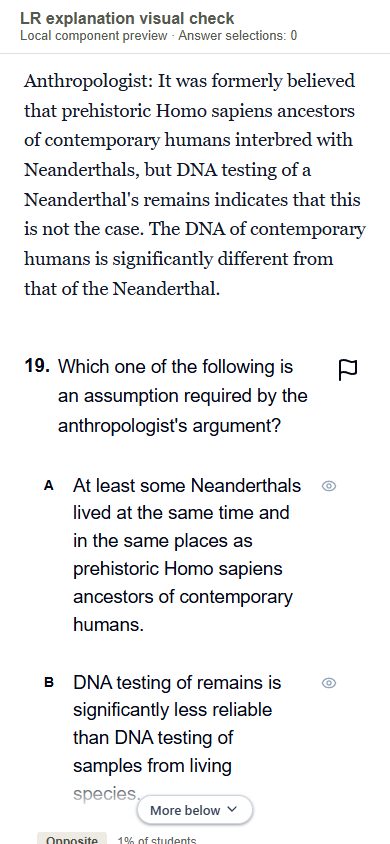 LR explanation visual check
Local component preview · Answer selections: 0
Anthropologist: It was formerly believed
that prehistoric Homo sapiens ancestors
of contemporary humans interbred with
Neanderthals, but DNA testing of a
Neanderthal's remains indicates that this
is not the case. The DNA of contemporary
humans is significantly different from
that of the Neanderthal.
19. Which one of the following is
an assumption required by the
anthropologist's argument?
A At least some Neanderthals
lived at the same time and
in the same places as
prehistoric Homo sapiens
ancestors of contemporary
humans.
B DNA testing of remains is
significantly less reliable
than DNA testing of
samples from living
species.
More below
Opposite 1% of students